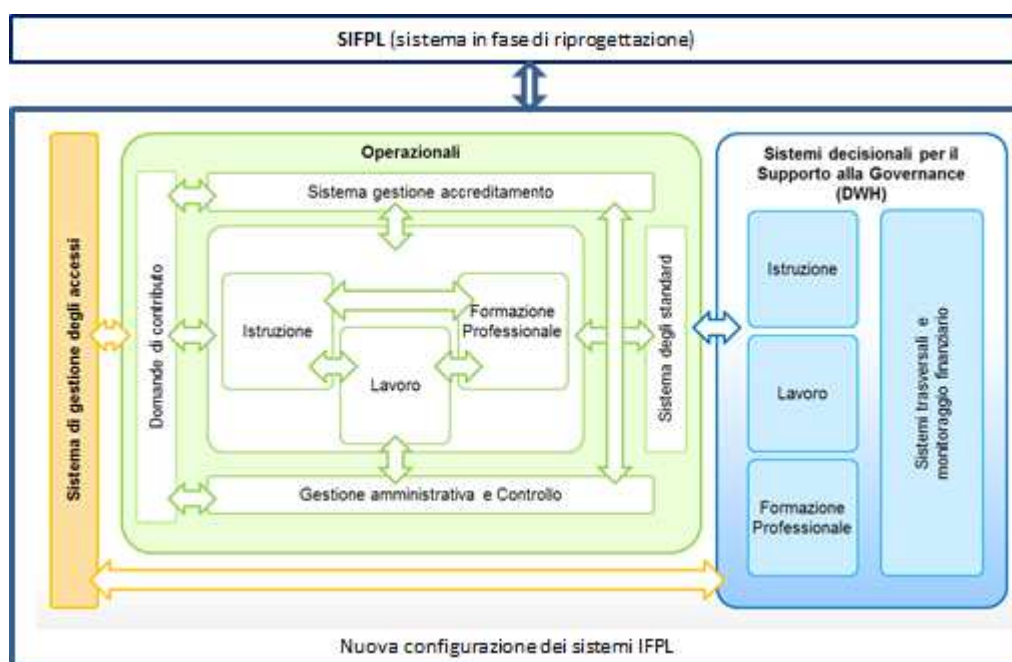 SIFPL (sistema in fase di riprogettazione)
Sistema di gestione degli accessi
Operazionali
Domande di contributo
Sistema gestione accreditamento
Istruzione
Formazione
Professionale
Lavoro
Sistema degli standard
Gestione amministrativa e Controllo
Sistemi decisionali per il
Supporto alla Governance
(DWH)
Istruzione
Lavoro
Formazione
Professionale
Sistemi trasversali e
monitoraggio finanziario
Nuova configurazione dei sistemi IFPL